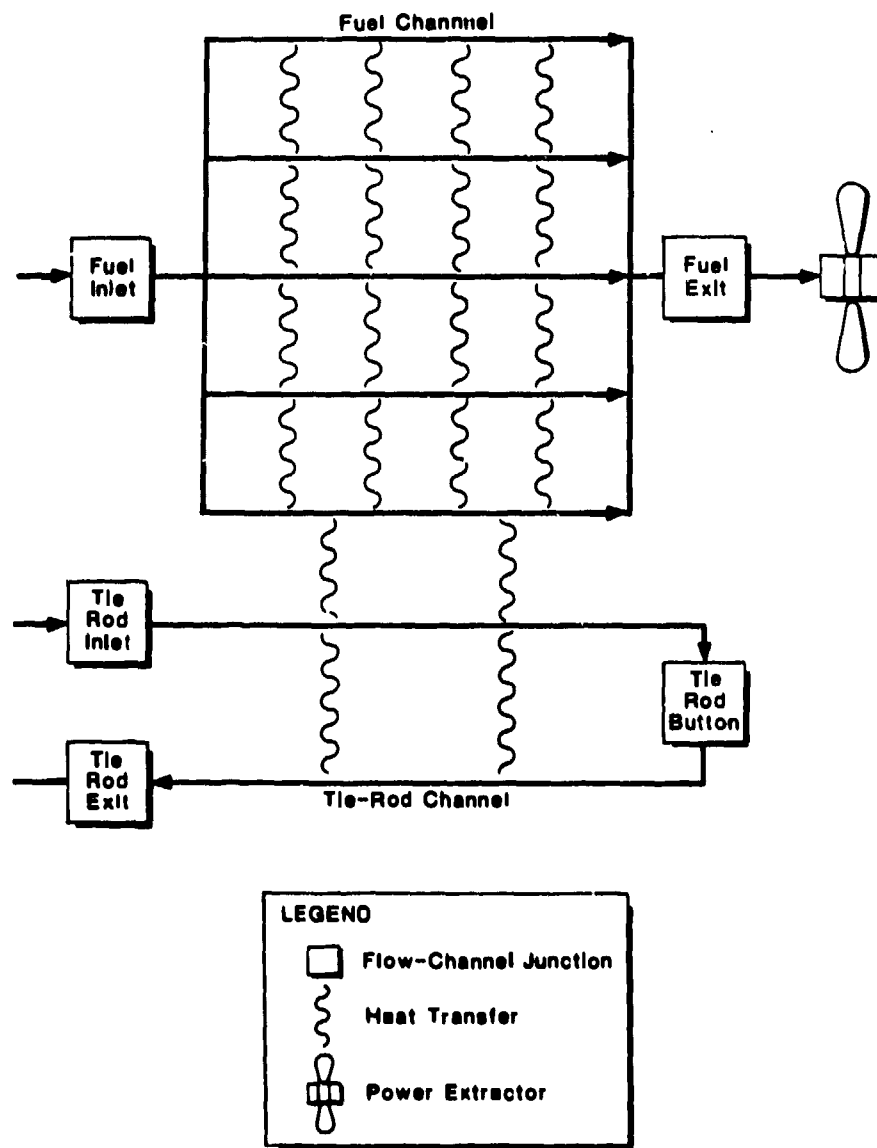 Fuel Channnel
Fuel
Inlet
Fuel
Exit
Tie
Rod
Inlet
Tie
Rod
Button
Tie
Rod
Exit
Tie-Rod Channel
LEGEND
Flow-Channel Junction
Heat Transfer
Power Extractor